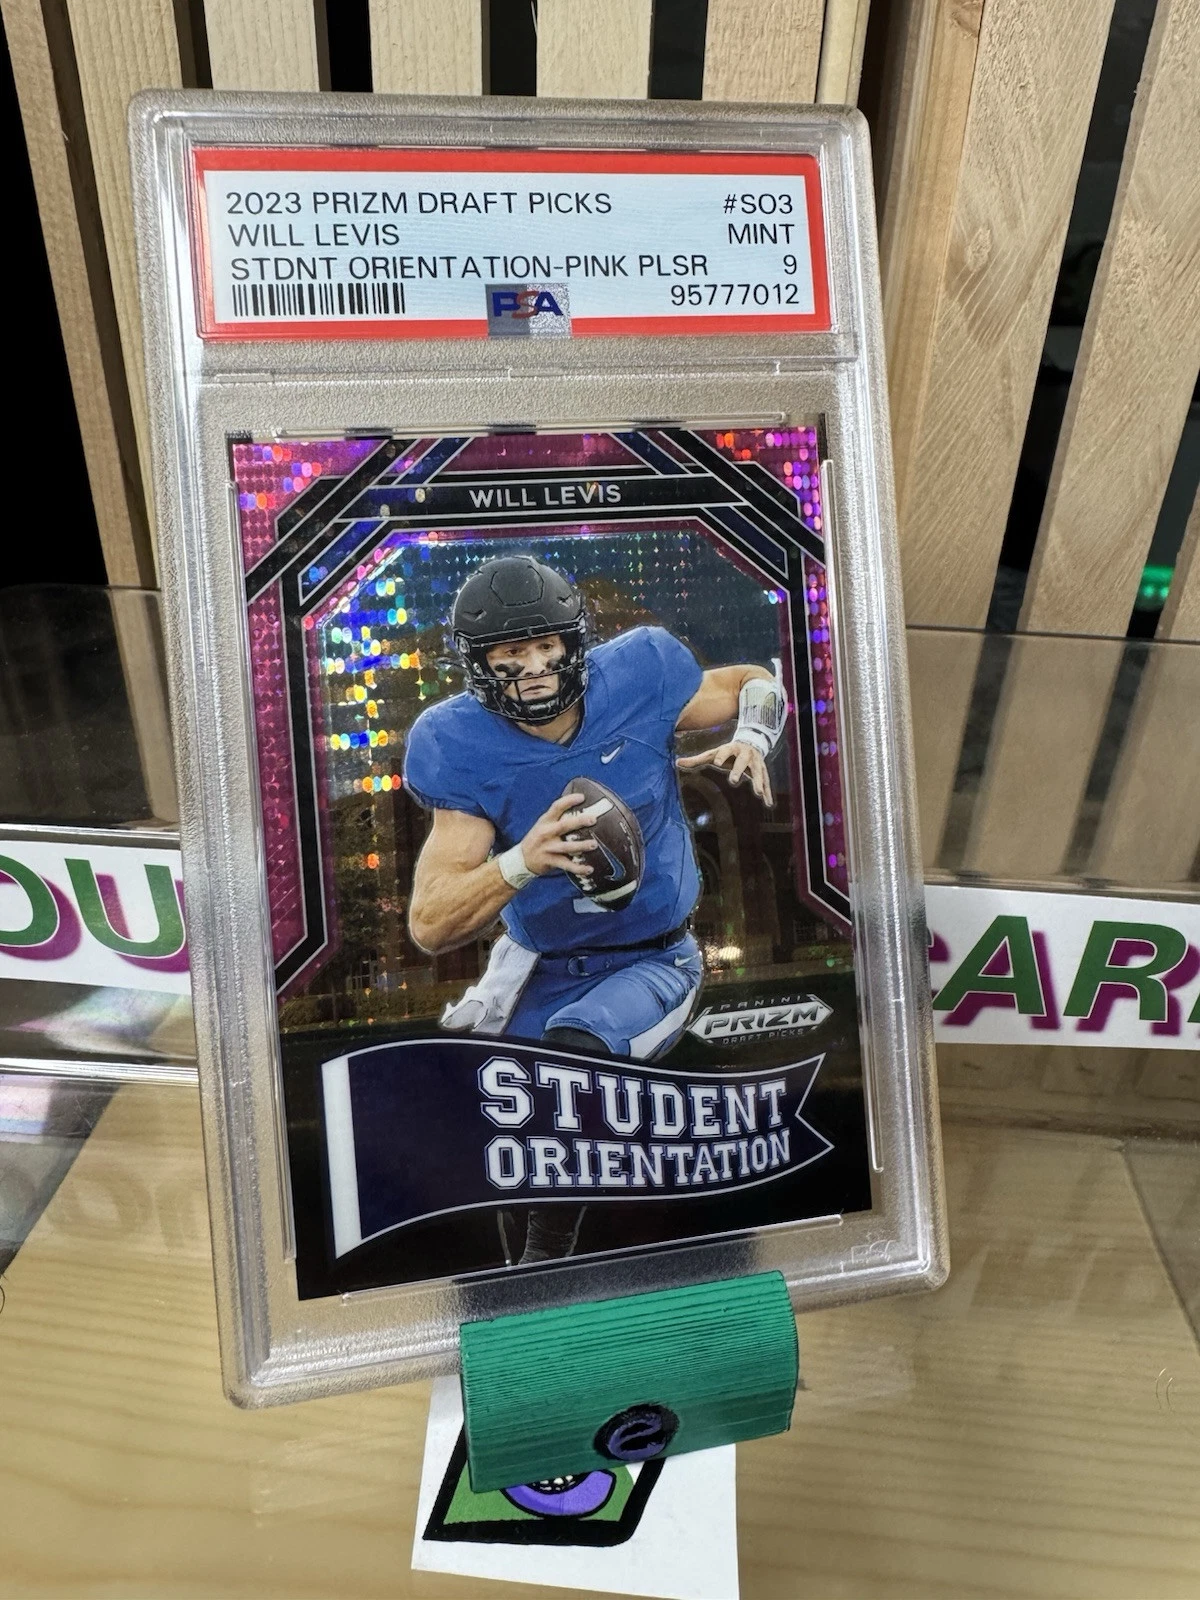 2023 PRIZM DRAFT PICKS #SO3
WILL LEVIS MINT
STDNT ORIENTATION-PINK PLSR 9
PSA 95777012
WILL LEVIS
PANINI
PRIZM
DRAFT PICKS
STUDENT
ORIENTATION
e